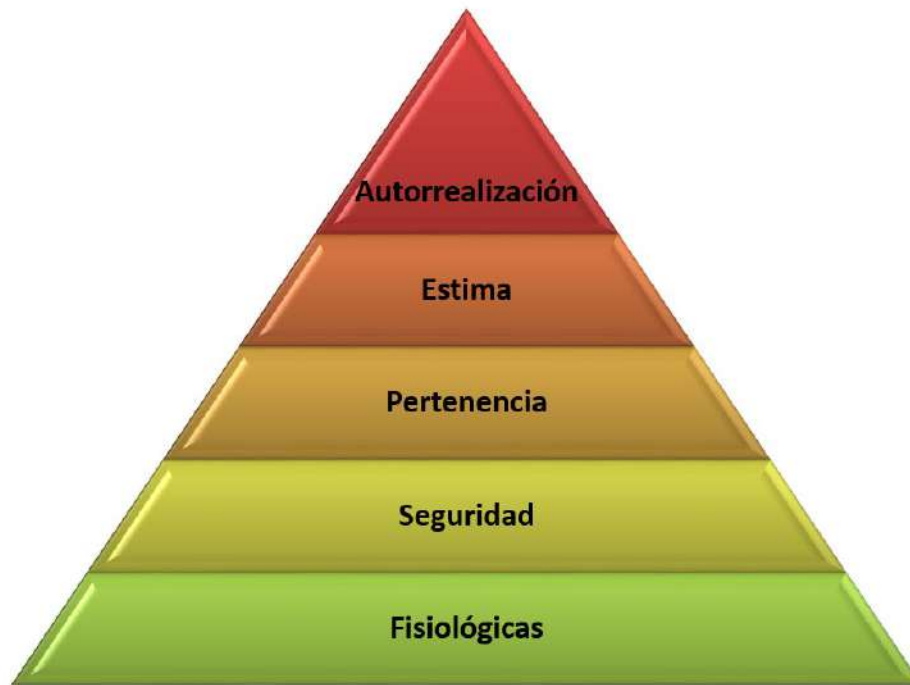 Autorrealización
Estima
Pertenencia
Seguridad
Fisiológicas